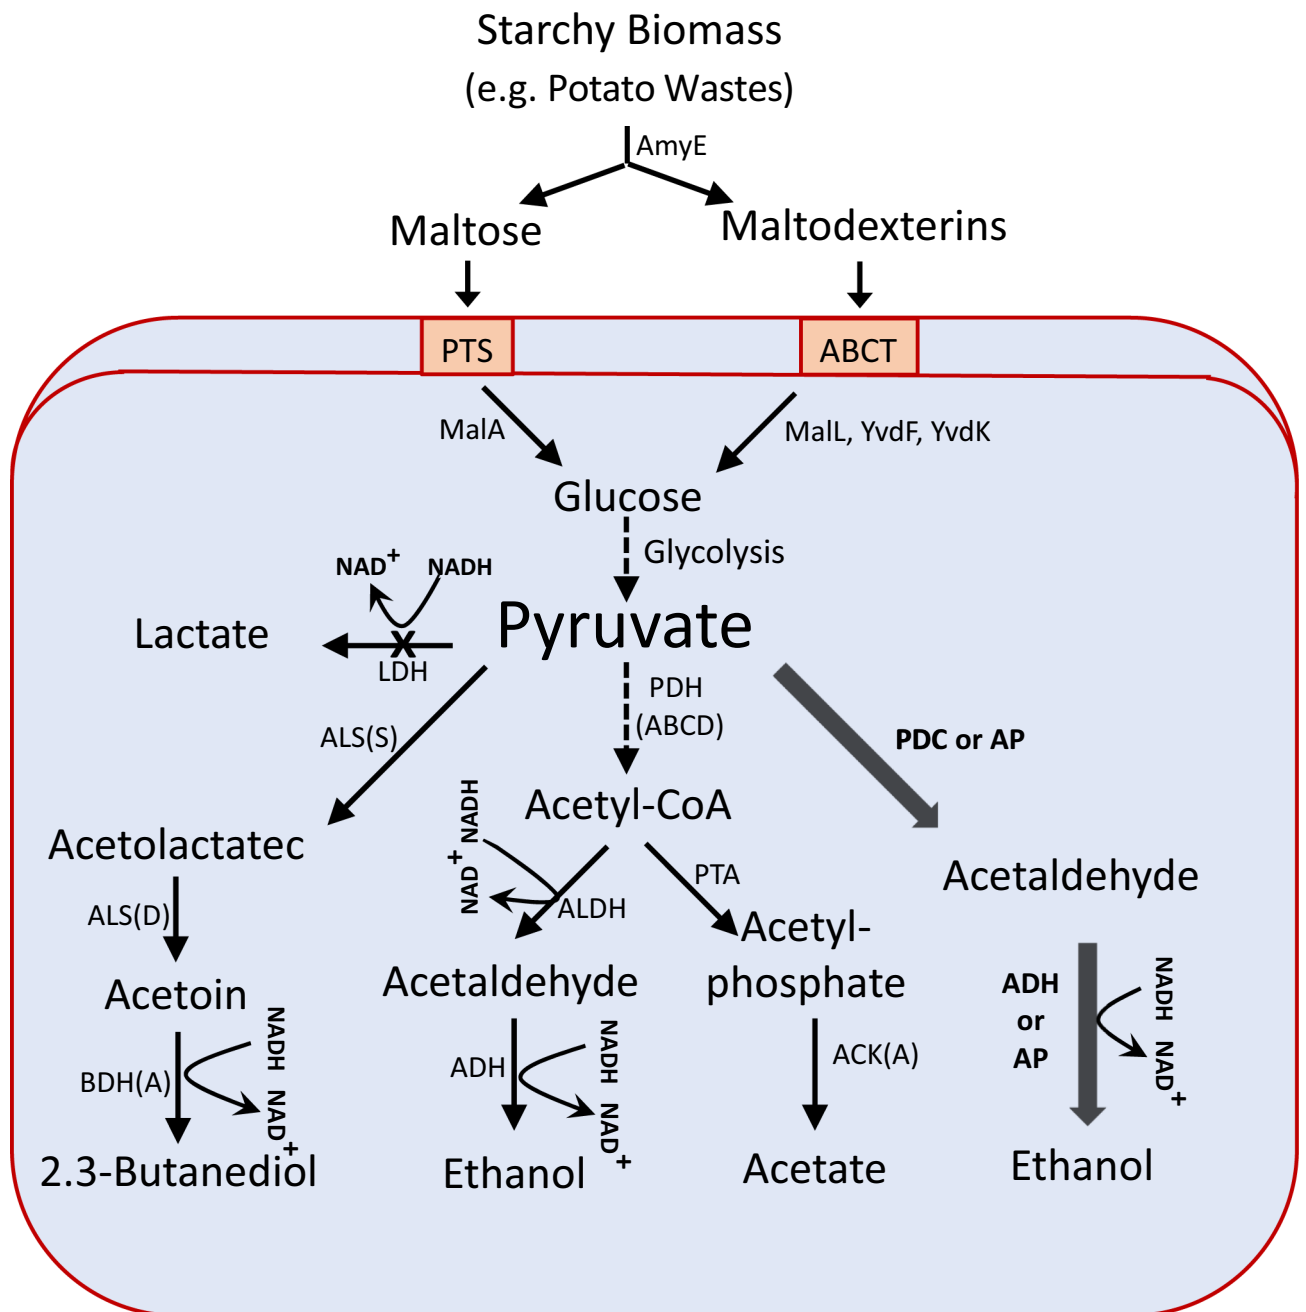 Starchy Biomass
(e.g. Potato Wastes)
AmyE
Maltose
Maltodexterins
PTS
ABCT
MalA
MalL, YvdF, YvdK
Glucose
Glycolysis
NAD+
NADH
Lactate
X
LDH
Pyruvate
PDH
(ABCD)
ALS(S)
PDC or AP
Acetyl-CoA
NADH
NAD+
Acetolactatec
ALDH
PTA
Acetaldehyde
ALS(D)
Acetyl-
phosphate
Acetaldehyde
Acetoin
ADH
or
AP
NADH
NAD+
BDH(A)
NADH
NAD+
ADH
NADH
NAD+
ACK(A)
2.3-Butanediol
Ethanol
Acetate
Ethanol